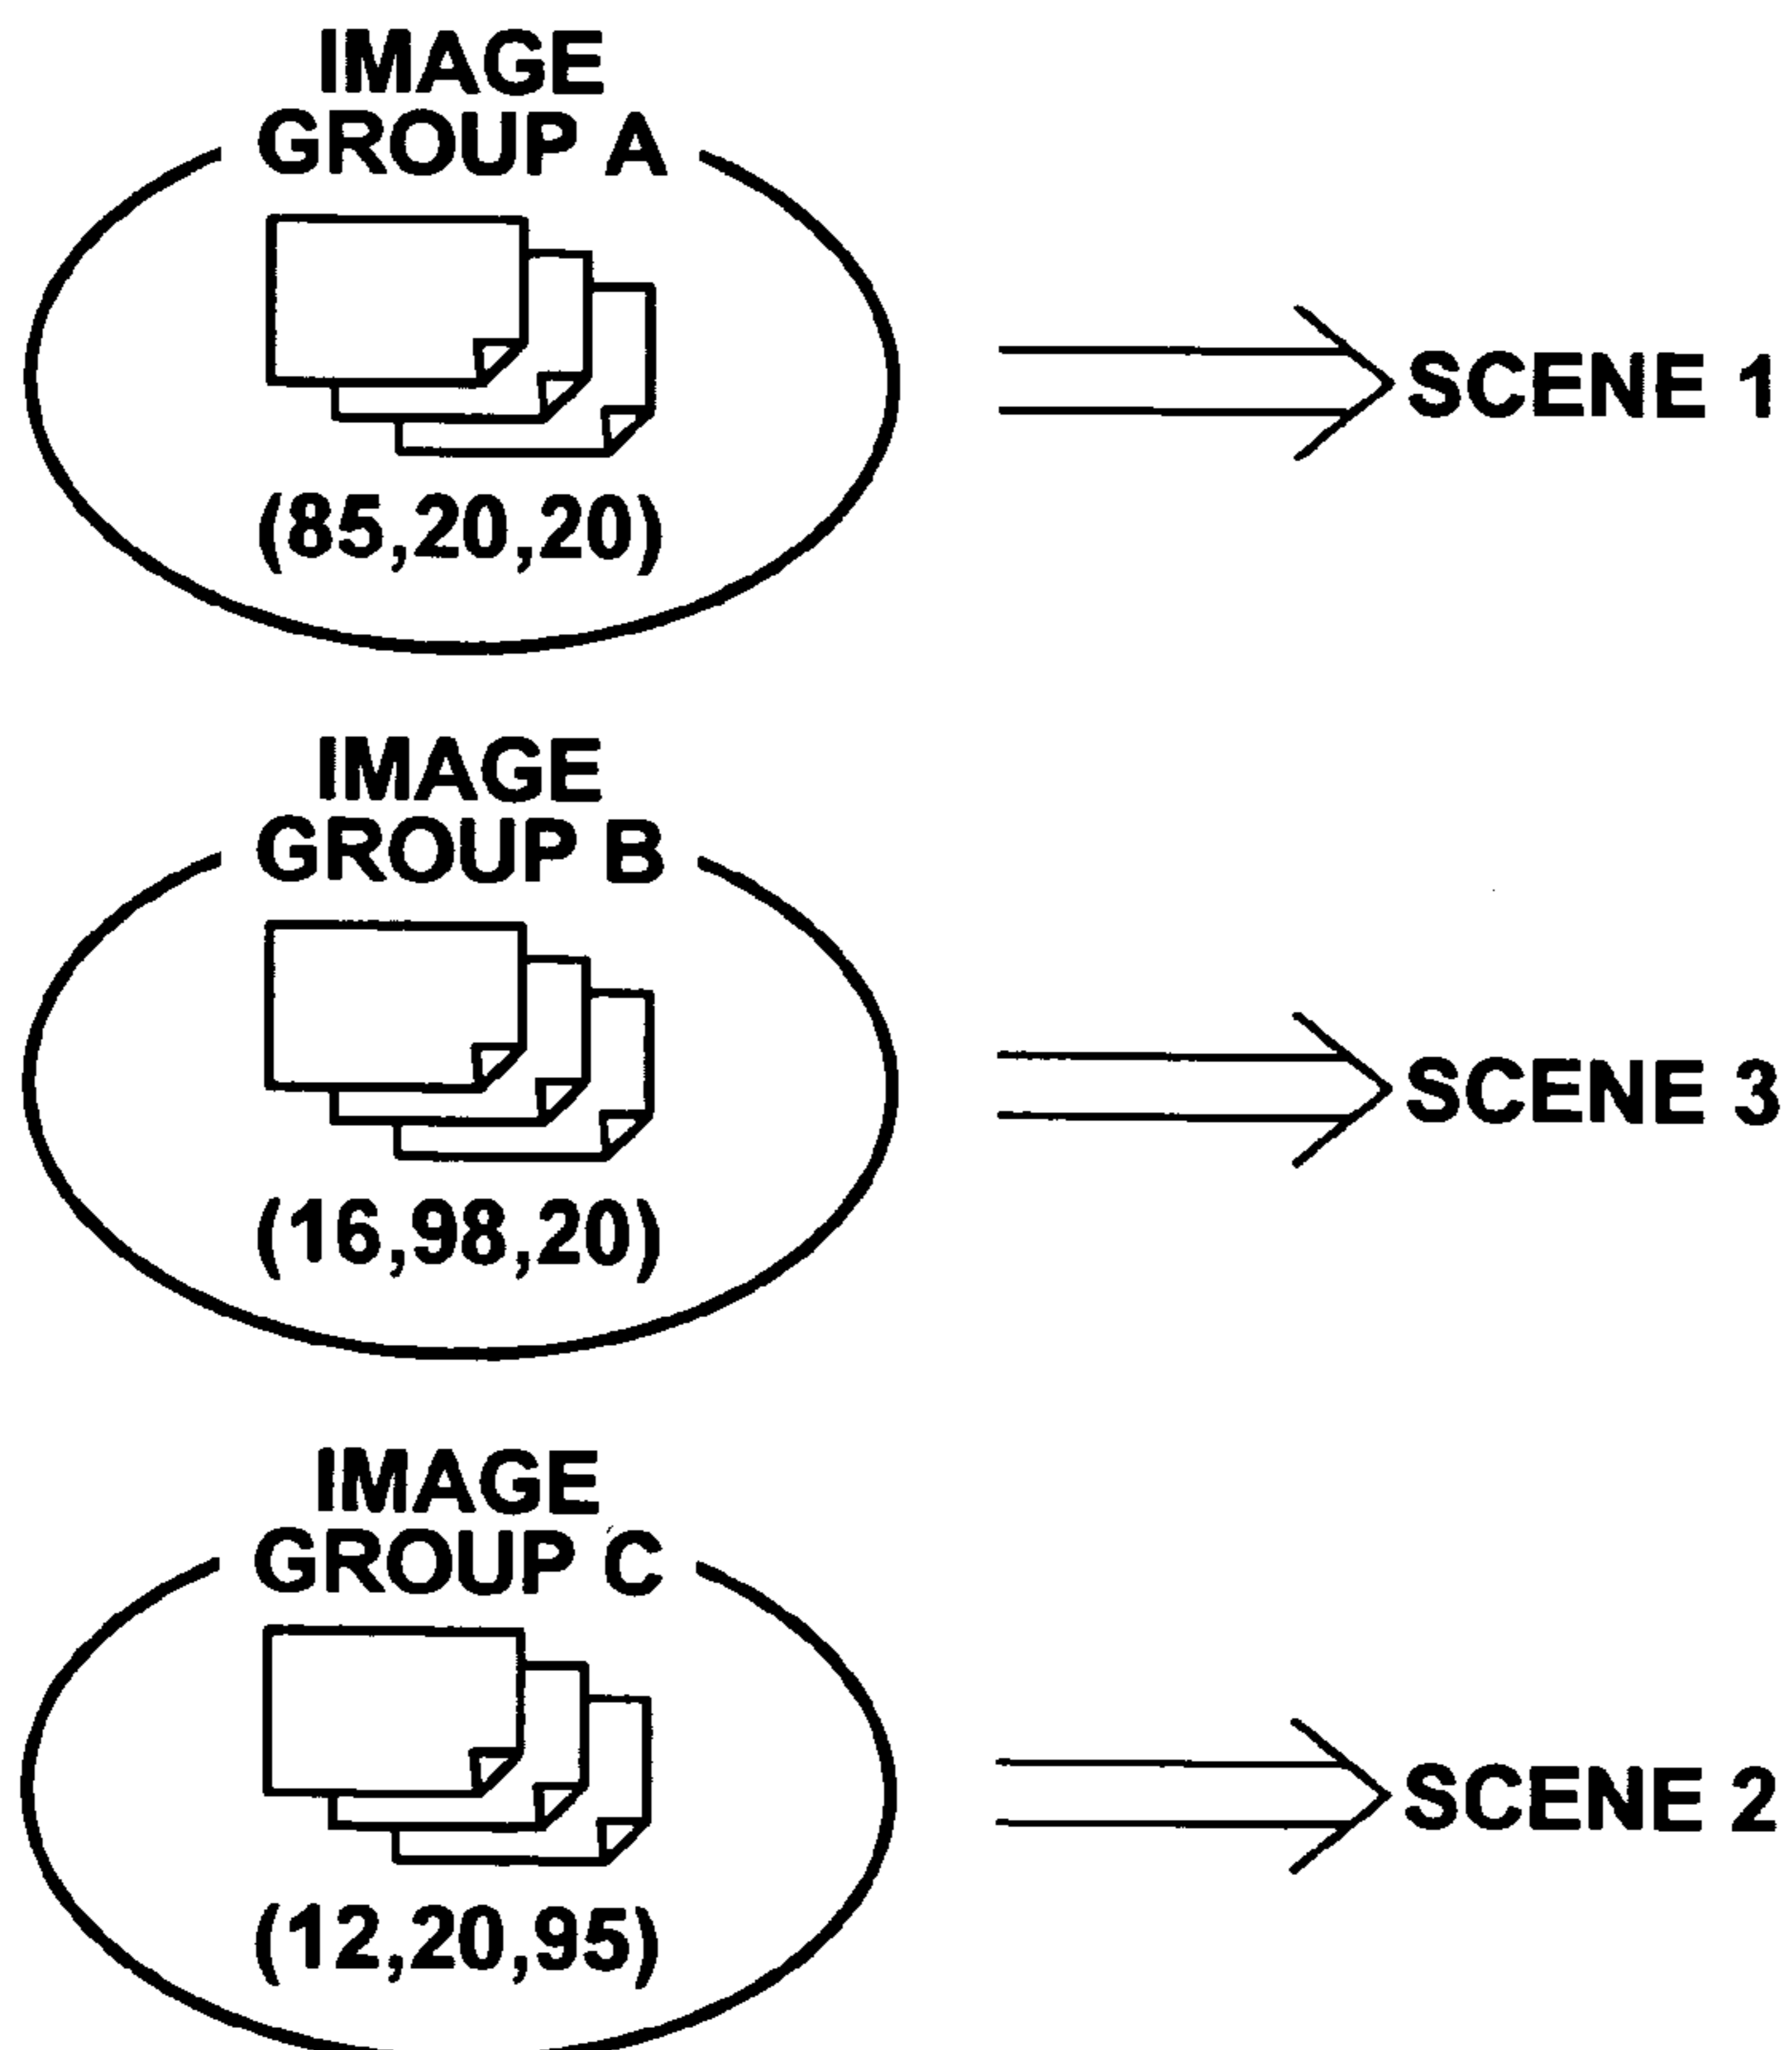 IMAGE
GROUP A
(85,20,20)
SCENE 1
IMAGE
GROUP B
(16,98,20)
SCENE 3
IMAGE
GROUP C
(12,20,95)
SCENE 2